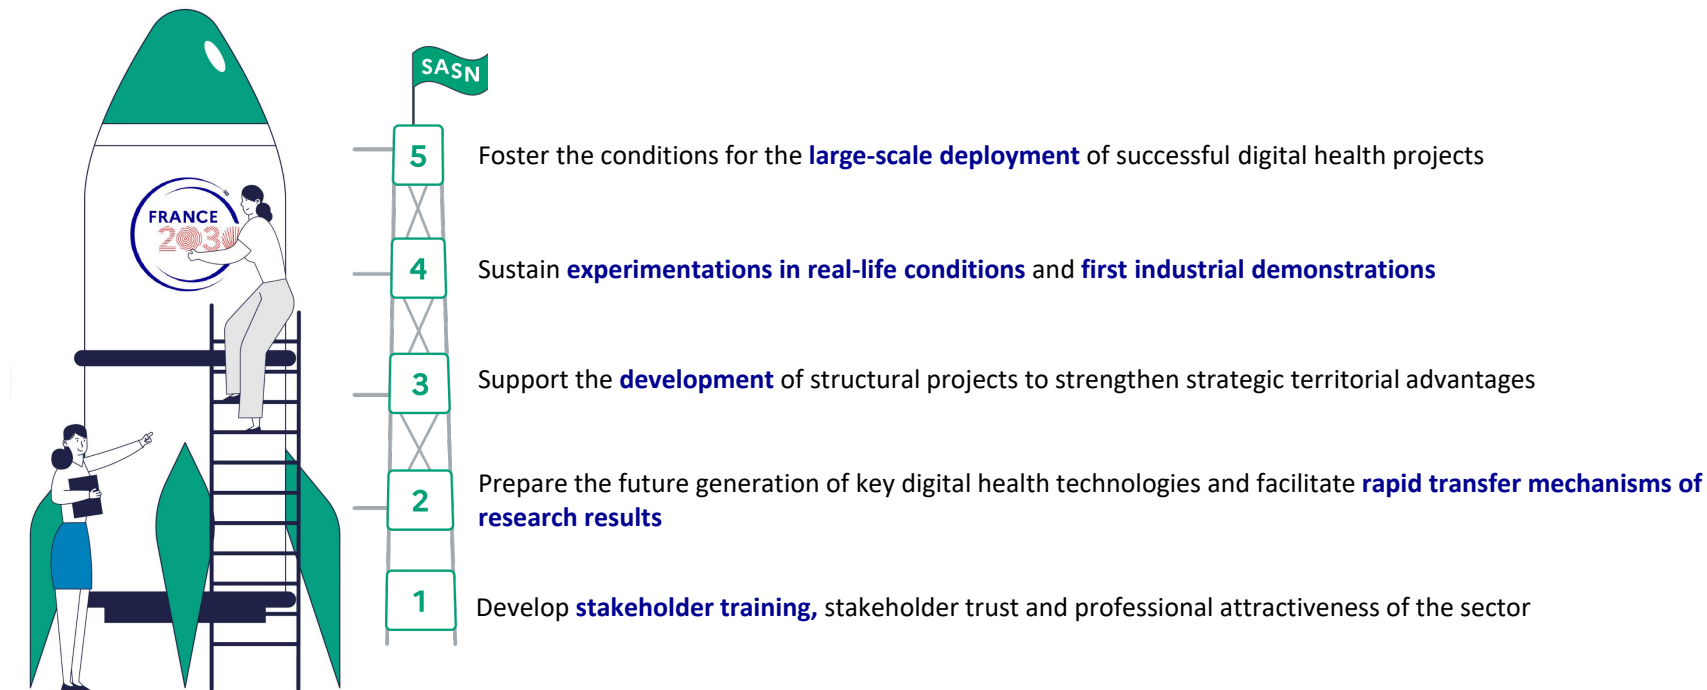 SASN
5
Foster the conditions for the large-scale deployment of successful digital health projects
FRANCE
2030
4
Sustain experimentations in real-life conditions and first industrial demonstrations
3
Support the development of structural projects to strengthen strategic territorial advantages
2
Prepare the future generation of key digital health technologies and facilitate rapid transfer mechanisms of
research results
1
Develop stakeholder training, stakeholder trust and professional attractiveness of the sector